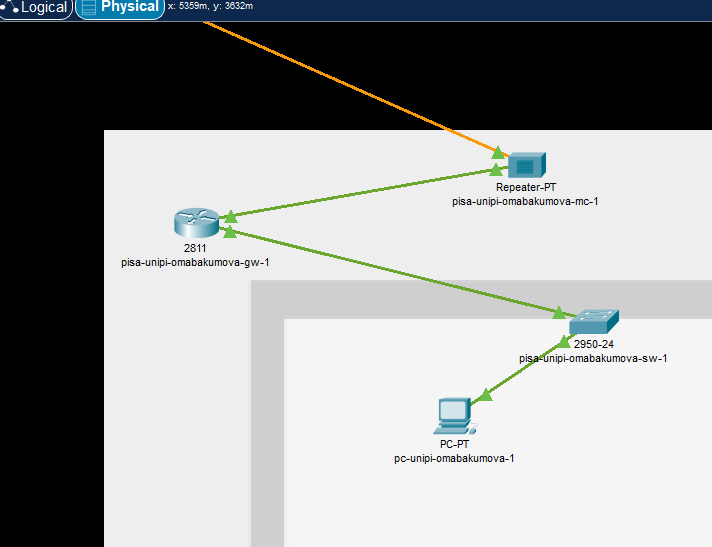 Logical
Physical
x: 5359m, y: 3632m
Repeater-PT
pisa-unipi-omabakumova-mc-1
2811
pisa-unipi-omabakumova-gw-1
2950-24
pisa-unipi-omabakumova-sw-1
PC-PT
pc-unipi-omabakumova-1